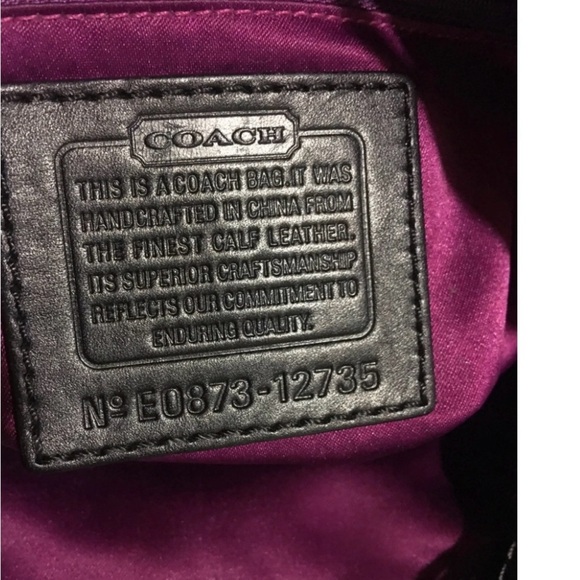 COACH
THIS IS A COACH BAG.IT WAS
HANDCRAFTED IN CHINA FROM
THE FINEST CALF LEATHER.
ITS SUPERIOR CRAFTSMANSHIP
REFLECTS OUR COMMITMENT TO
ENDURING QUALITY.
Nº E0873-12735